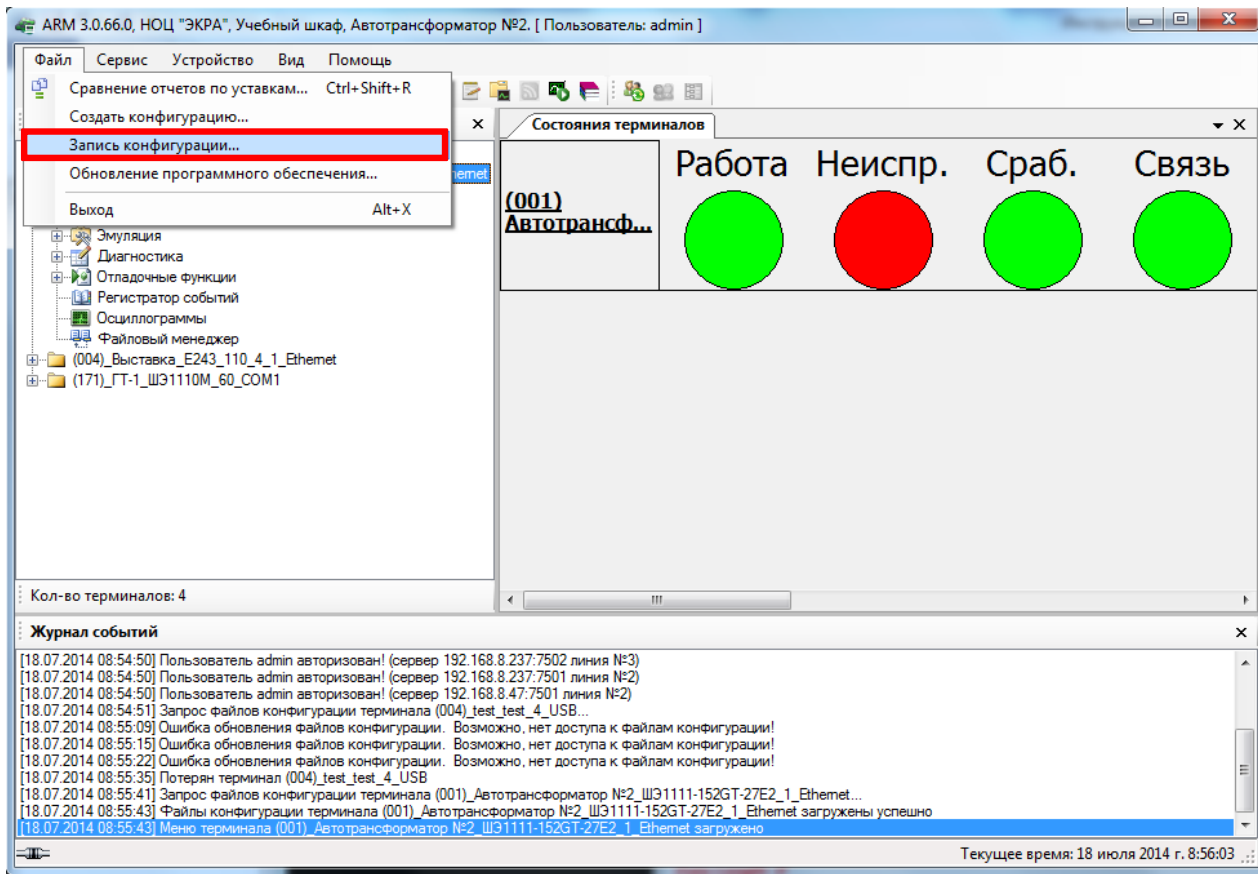 ARM 3.0.66.0, НОЦ "ЭКРА", Учебный шкаф, Автотрансформатор №2. [ Пользователь: admin ]
Файл Сервис Устройство Вид Помощь
Сравнение отчетов по уставкам... Ctrl+Shift+R
Создать конфигурацию...
Запись конфигурации...
Обновление программного обеспечения...
Выход Alt+X
Эмуляция
Диагностика
Отладочные функции
Регистратор событий
Осциллограммы
Файловый менеджер
(004)_Выставка_E243_110_4_1_Ethernet
(171)_ГТ-1_ШЭ1110М_60_COM1
Кол-во терминалов: 4
Состояния терминалов
Работа Неиспр. Сраб. Связь
(001)
Автотрансф...
Журнал событий
[18.07.2014 08:54:50] Пользователь admin авторизован! (сервер 192.168.8.237:7502 линия №3)
[18.07.2014 08:54:50] Пользователь admin авторизован! (сервер 192.168.8.237:7501 линия №2)
[18.07.2014 08:54:50] Пользователь admin авторизован! (сервер 192.168.8.47:7501 линия №2)
[18.07.2014 08:54:51] Запрос файлов конфигурации терминала (004)_test_test_4_USB...
[18.07.2014 08:55:09] Ошибка обновления файлов конфигурации. Возможно, нет доступа к файлам конфигурации!
[18.07.2014 08:55:15] Ошибка обновления файлов конфигурации. Возможно, нет доступа к файлам конфигурации!
[18.07.2014 08:55:22] Ошибка обновления файлов конфигурации. Возможно, нет доступа к файлам конфигурации!
[18.07.2014 08:55:35] Потерян терминал (004)_test_test_4_USB
[18.07.2014 08:55:41] Запрос файлов конфигурации терминала (001)_Автотрансформатор №2_ШЭ1111-152GT-27E2_1_Ethernet...
[18.07.2014 08:55:43] Файлы конфигурации терминала (001)_Автотрансформатор №2_ШЭ1111-152GT-27E2_1_Ethernet загружены успешно
[18.07.2014 08:55:43] Меню терминала (001)_Автотрансформатор №2_ШЭ1111-152GT-27E2_1_Ethernet загружено
Текущее время: 18 июля 2014 г. 8:56:03